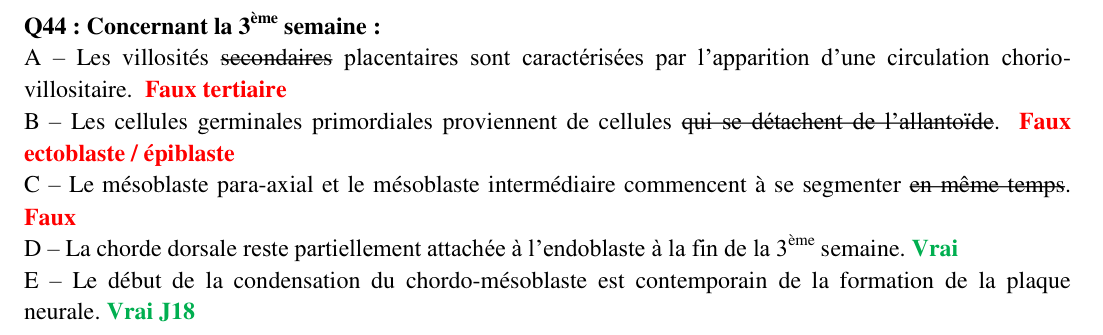 Q44 : Concernant la 3ème semaine :
A – Les villosités secondaires placentaires sont caractérisées par l’apparition d’une circulation chorio-
villositaire. Faux tertiaire
B – Les cellules germinales primordiales proviennent de cellules qui se détachent de l’allantoïde. Faux
ectoblaste / épiblaste
C – Le mésoblaste para-axial et le mésoblaste intermédiaire commencent à se segmenter en même temps.
Faux
D – La chorde dorsale reste partiellement attachée à l’endoblaste à la fin de la 3ème semaine. Vrai
E – Le début de la condensation du chordo-mésoblaste est contemporain de la formation de la plaque
neurale. Vrai J18